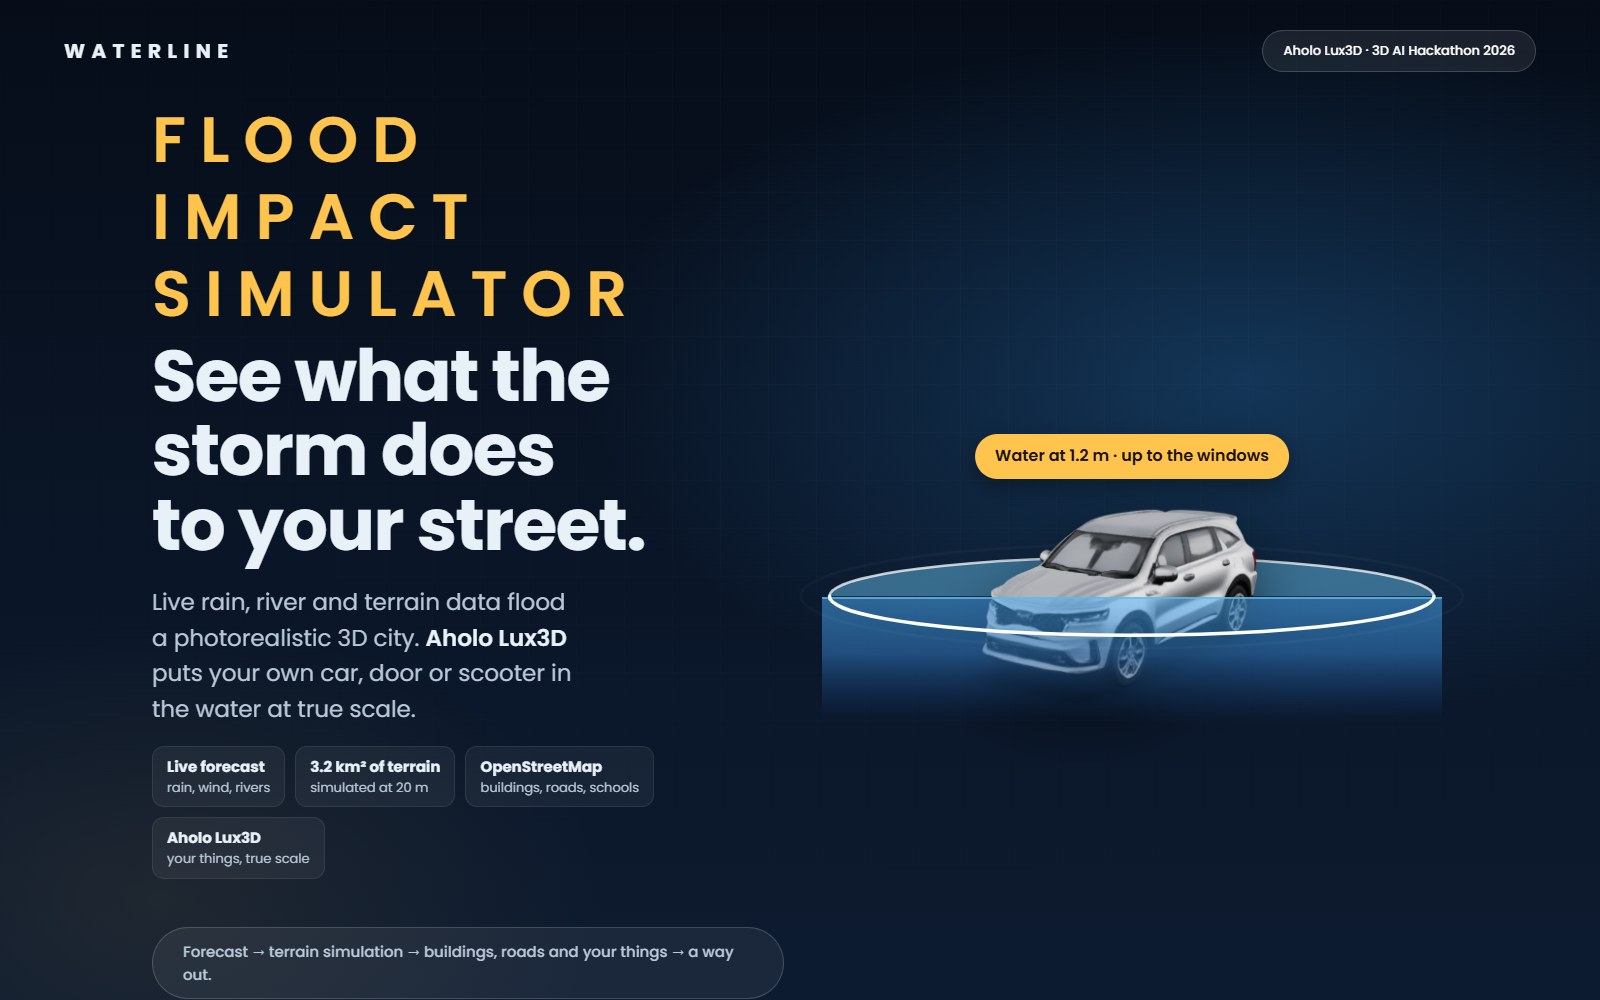 WATERLINE
Aholo Lux3D · 3D AI Hackathon 2026
FLOOD
IMPACT
SIMULATOR
See what the
storm does
to your street.
Live rain, river and terrain data flood
a photorealistic 3D city. Aholo Lux3D
puts your own car, door or scooter in
the water at true scale.
Water at 1.2 m · up to the windows
Live forecast
rain, wind, rivers
3.2 km² of terrain
simulated at 20 m
OpenStreetMap
buildings, roads, schools
Aholo Lux3D
your things, true scale
Forecast → terrain simulation → buildings, roads and your things → a way
out.